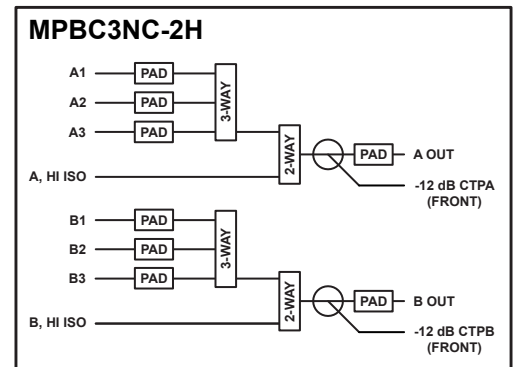 MPBC3NC-2H
A1 PAD
A2 PAD
A3 PAD
3-WAY
A, HI ISO
2-WAY
PAD A OUT
-12 dB CTPA
(FRONT)
B1 PAD
B2 PAD
B3 PAD
3-WAY
B, HI ISO
2-WAY
PAD B OUT
-12 dB CTPB
(FRONT)